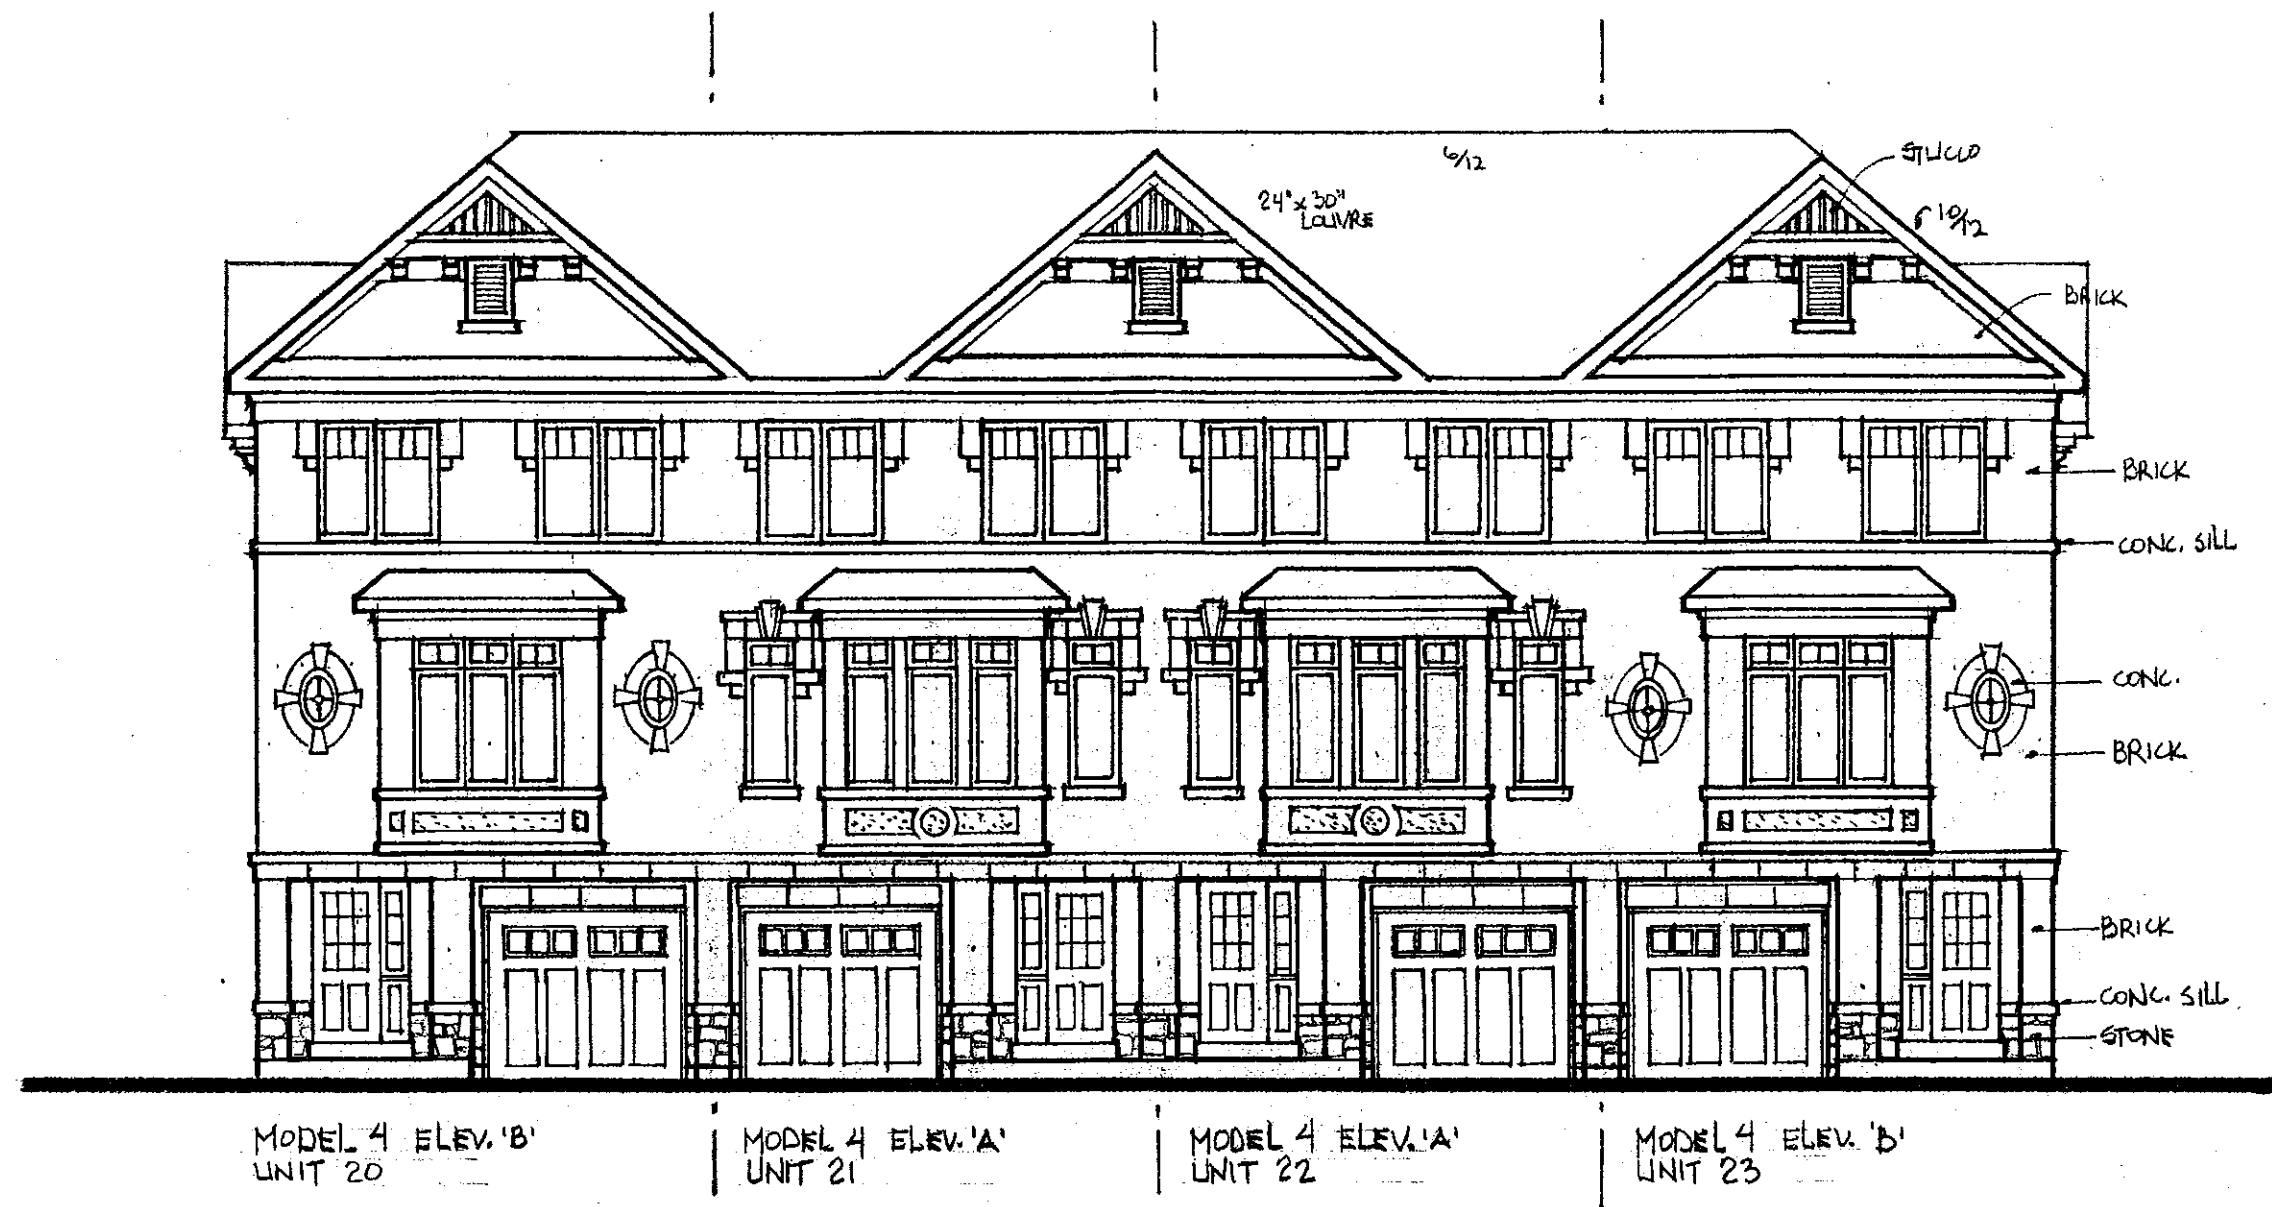 6/12
STUCCO
24"x30"
LOUVRE
10/12
BRICK
BRICK
CONC. SILL
CONC.
BRICK
BRICK
CONC. SILL
STONE
MODEL 4 ELEV. 'B'
UNIT 20
MODEL 4 ELEV. 'A'
UNIT 21
MODEL 4 ELEV. 'A'
UNIT 22
MODEL 4 ELEV. 'B'
UNIT 23